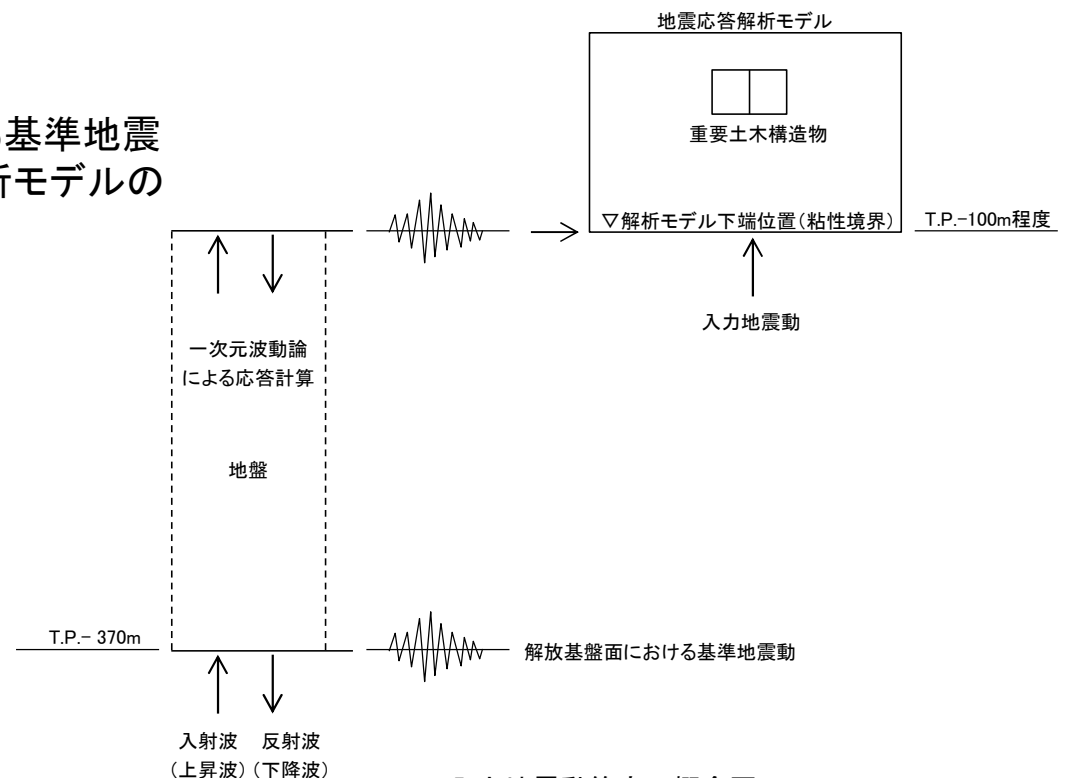 地震応答解析モデル
基準地震
析モデルの
重要土木構造物
▽解析モデル下端位置(粘性境界)
T.P.-100m程度
入力地震動
一次元波動論
による応答計算
地盤
T.P.- 370m
解放基盤面における基準地震動
入射波 反射波
(上昇波)(下降波)